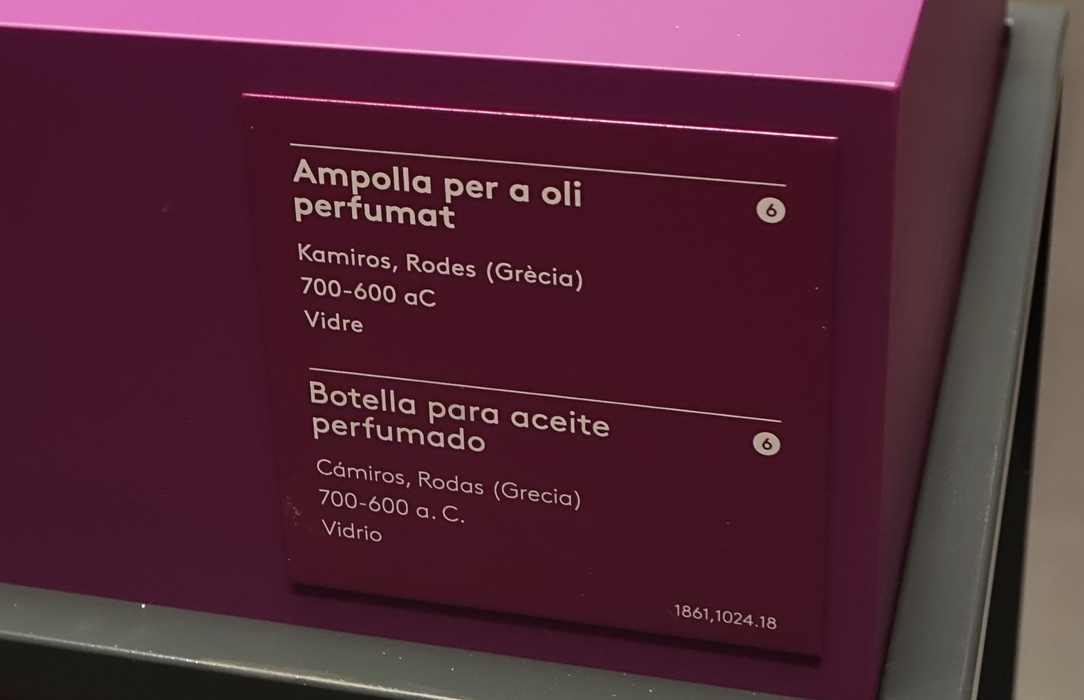 Ampolla per a oli
perfumat
6
Kamiros, Rodes (Grècia)
700-600 aC
Vidre
Botella para aceite
perfumado
6
Cámiros, Rodas (Grecia)
700-600 a. C.
Vidrio
1861,1024.18